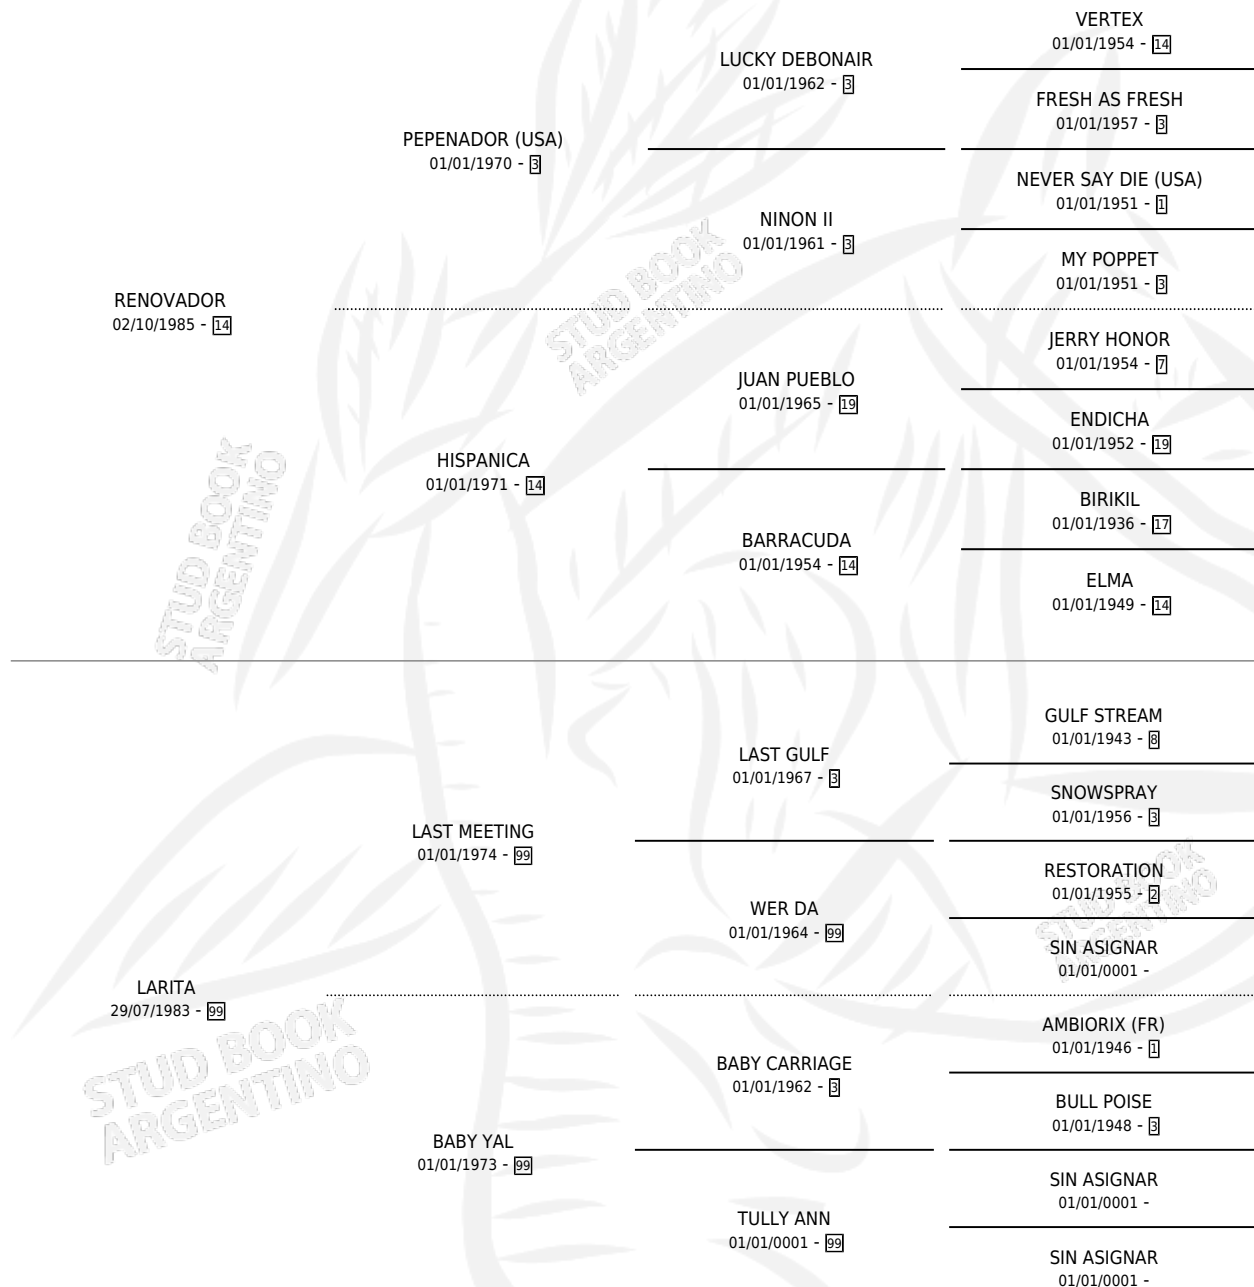 VERTEX
01/01/1954 - 14
LUCKY DEBONAIR
01/01/1962 - 3
FRESH AS FRESH
01/01/1957 - 3
PEPENADOR (USA)
01/01/1970 - 3
NEVER SAY DIE (USA)
01/01/1951 - 1
NINON II
01/01/1961 - 3
MY POPPET
01/01/1951 - 3
RENOVADOR
02/10/1985 - 14
JERRY HONOR
01/01/1954 - 7
JUAN PUEBLO
01/01/1965 - 19
ENDICHA
01/01/1952 - 19
HISPANICA
01/01/1971 - 14
BIRIKIL
01/01/1936 - 17
BARRACUDA
01/01/1954 - 14
ELMA
01/01/1949 - 14
GULF STREAM
01/01/1943 - 8
LAST GULF
01/01/1967 - 3
SNOWSPRAY
01/01/1956 - 3
LAST MEETING
01/01/1974 - 99
RESTORATION
01/01/1955 - 2
WER DA
01/01/1964 - 99
SIN ASIGNAR
01/01/0001 -
LARITA
29/07/1983 - 99
AMBIORIX (FR)
01/01/1946 - 1
BABY CARRIAGE
01/01/1962 - 3
BULL POISE
01/01/1948 - 3
BABY YAL
01/01/1973 - 99
SIN ASIGNAR
01/01/0001 -
TULLY ANN
01/01/0001 - 99
SIN ASIGNAR
01/01/0001 -
STUD BOOK
ARGENTINO
STUD BOOK
ARGENTINO
STUD BOOK
ARGENTINO
STUD BOOK
ARGENTINO